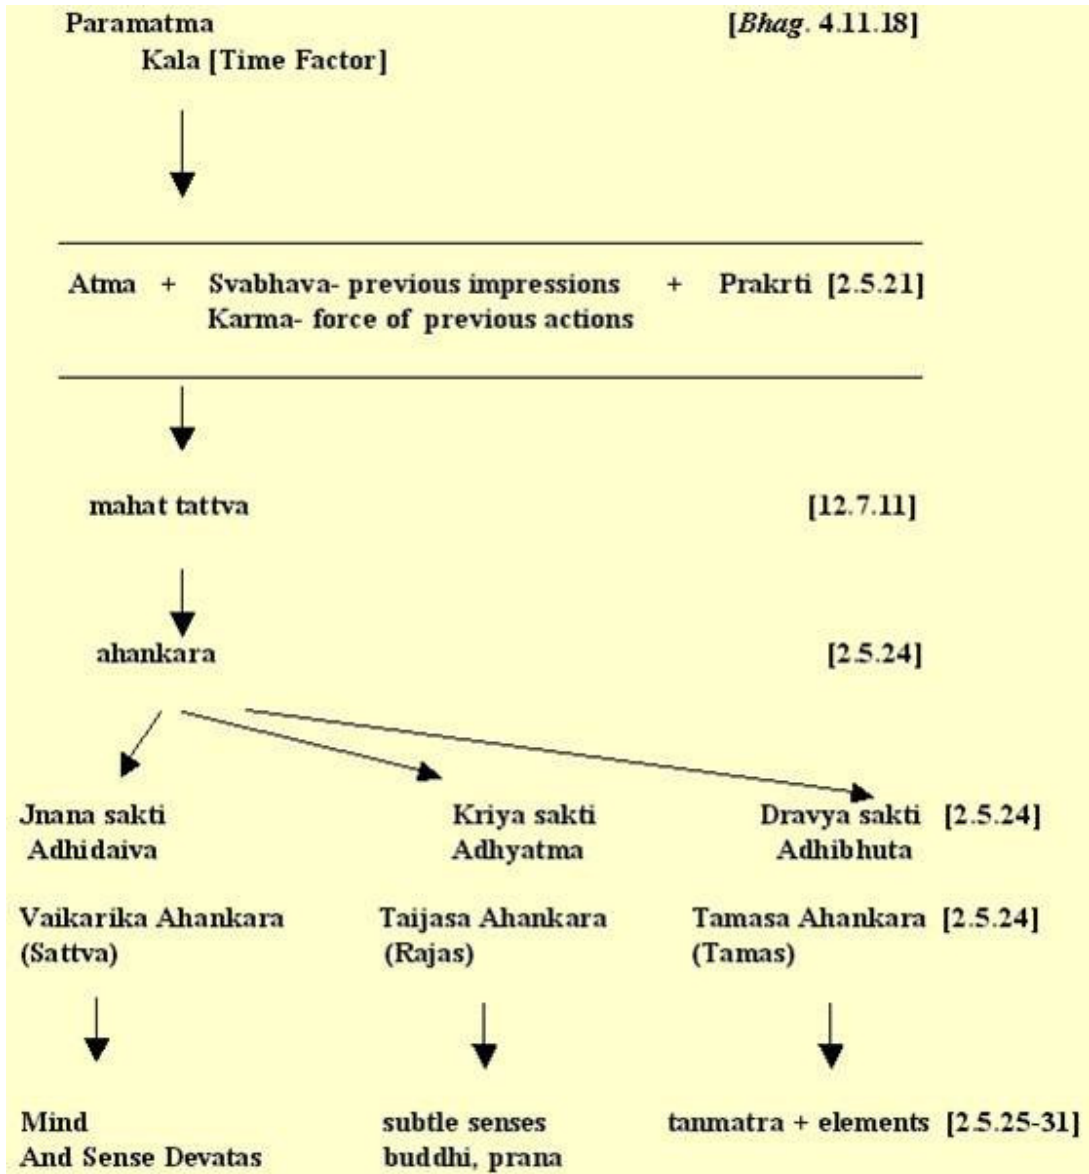 Paramatma [Bhag. 4.11.18]
Kala [Time Factor]
Atma + Svabhava- previous impressions + Prakrti [2.5.21]
Karma- force of previous actions
mahat tattva [12.7.11]
ahankara [2.5.24]
Jnana sakti Kriya sakti Dravya sakti [2.5.24]
Adhidaiva Adhyatma Adhibhuta
Vaikarika Ahankara Taijasa Ahankara Tamasa Ahankara [2.5.24]
(Sattva) (Rajas) (Tamas)
Mind subtle senses tanmatra + elements [2.5.25-31]
And Sense Devatas buddhi, prana